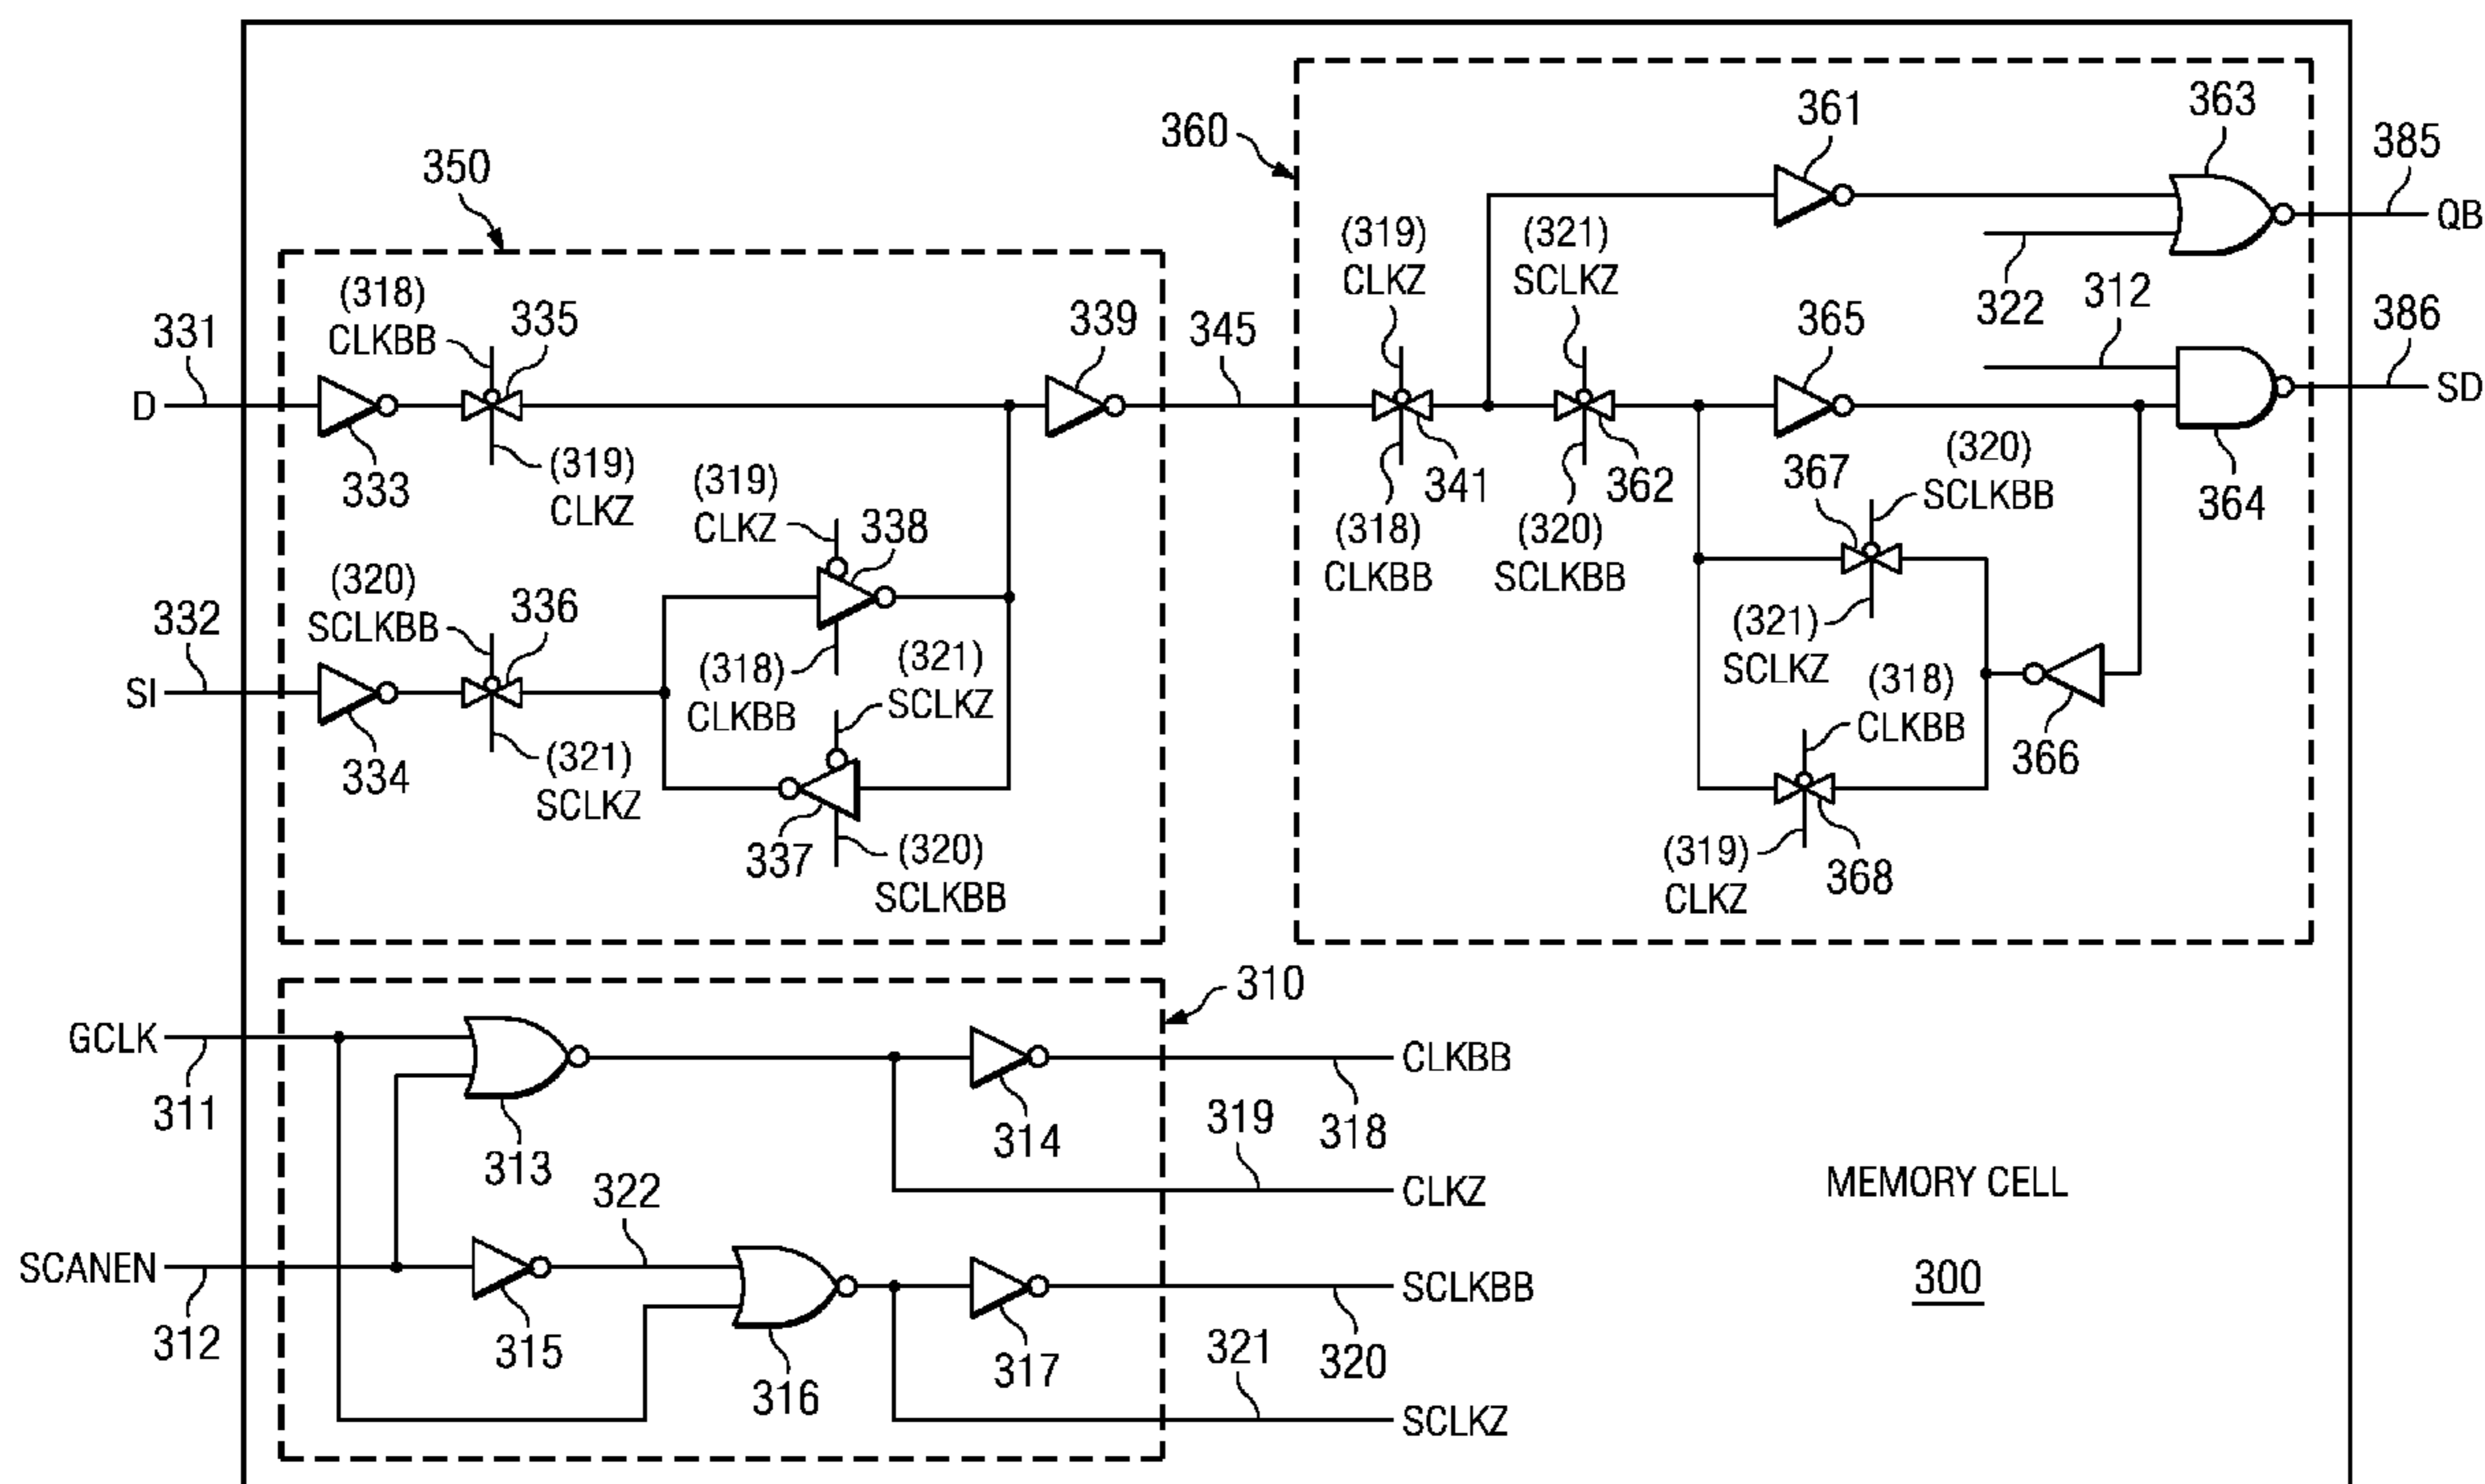 350
360
361
363
385
QB
(318)
CLKBB
335
(319)
CLKZ
333
331
D
339
345
(319)
CLKZ
(321)
SCLKZ
322
312
365
386
SD
341
362
(318)
CLKBB
(320)
SCLKBB
364
367
(320)
SCLKBB
(321)
SCLKZ
(318)
CLKBB
366
(319)
CLKZ
368
(319)
CLKZ
338
(318)
CLKBB
(321)
SCLKZ
337
(320)
SCLKBB
332
SI
(320)
SCLKBB
336
334
(321)
SCLKZ
310
GCLK
311
313
314
CLKBB
318
319
CLKZ
SCANEN
312
315
322
316
317
SCLKBB
320
321
SCLKZ
MEMORY CELL
300